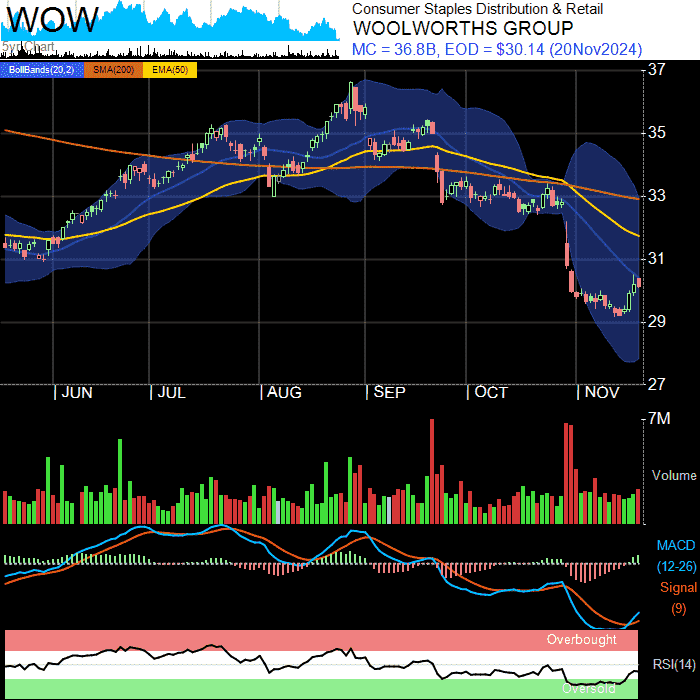 WOW
5yr Chart
Consumer Staples Distribution & Retail
WOOLWORTHS GROUP
MC = 36.8B, EOD = $30.14 (20Nov2024)
BollBands(20,2) SMA(200) EMA(50)
37
35
33
31
29
27
JUN JUL AUG SEP OCT NOV
7M
Volume
MACD
(12-26)
Signal
(9)
Overbought
RSI(14)
Oversold